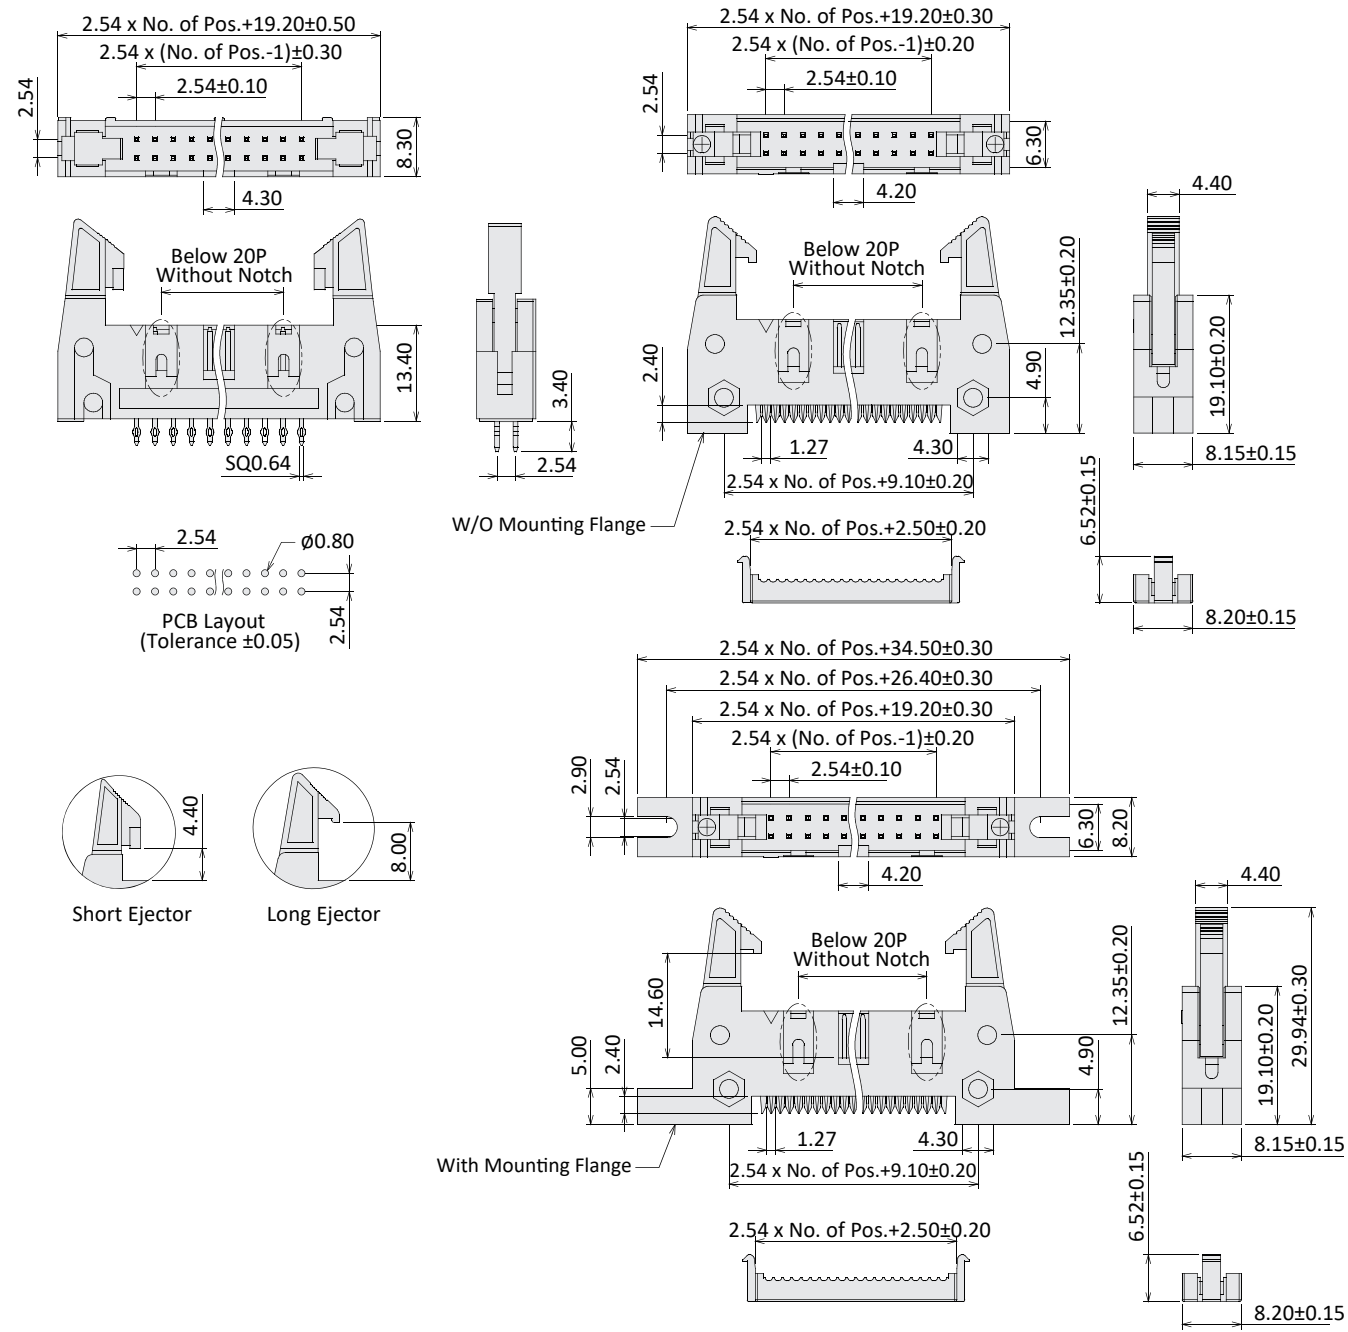 2.54 x No. of Pos.+19.20±0.50
2.54 x (No. of Pos.-1)±0.30
2.54±0.10
2.54
8.30
4.30
Below 20P
Without Notch
13.40
3.40
SQ0.64
2.54
2.54
ø0.80
2.54
PCB Layout
(Tolerance ±0.05)
2.54 x No. of Pos.+19.20±0.30
2.54 x (No. of Pos.-1)±0.20
2.54±0.10
2.54
6.30
4.20
4.40
Below 20P
Without Notch
12.35±0.20
2.40
4.90
19.10±0.20
1.27
4.30
8.15±0.15
2.54 x No. of Pos.+9.10±0.20
W/O Mounting Flange
2.54 x No. of Pos.+2.50±0.20
6.52±0.15
8.20±0.15
4.40
8.00
Short Ejector
Long Ejector
2.54 x No. of Pos.+34.50±0.30
2.54 x No. of Pos.+26.40±0.30
2.54 x No. of Pos.+19.20±0.30
2.54 x (No. of Pos.-1)±0.20
2.54±0.10
2.90
2.54
6.30
8.20
4.20
4.40
Below 20P
Without Notch
14.60
12.35±0.20
5.00
2.40
4.90
19.10±0.20
29.94±0.30
1.27
4.30
8.15±0.15
With Mounting Flange
2.54 x No. of Pos.+9.10±0.20
2.54 x No. of Pos.+2.50±0.20
6.52±0.15
8.20±0.15